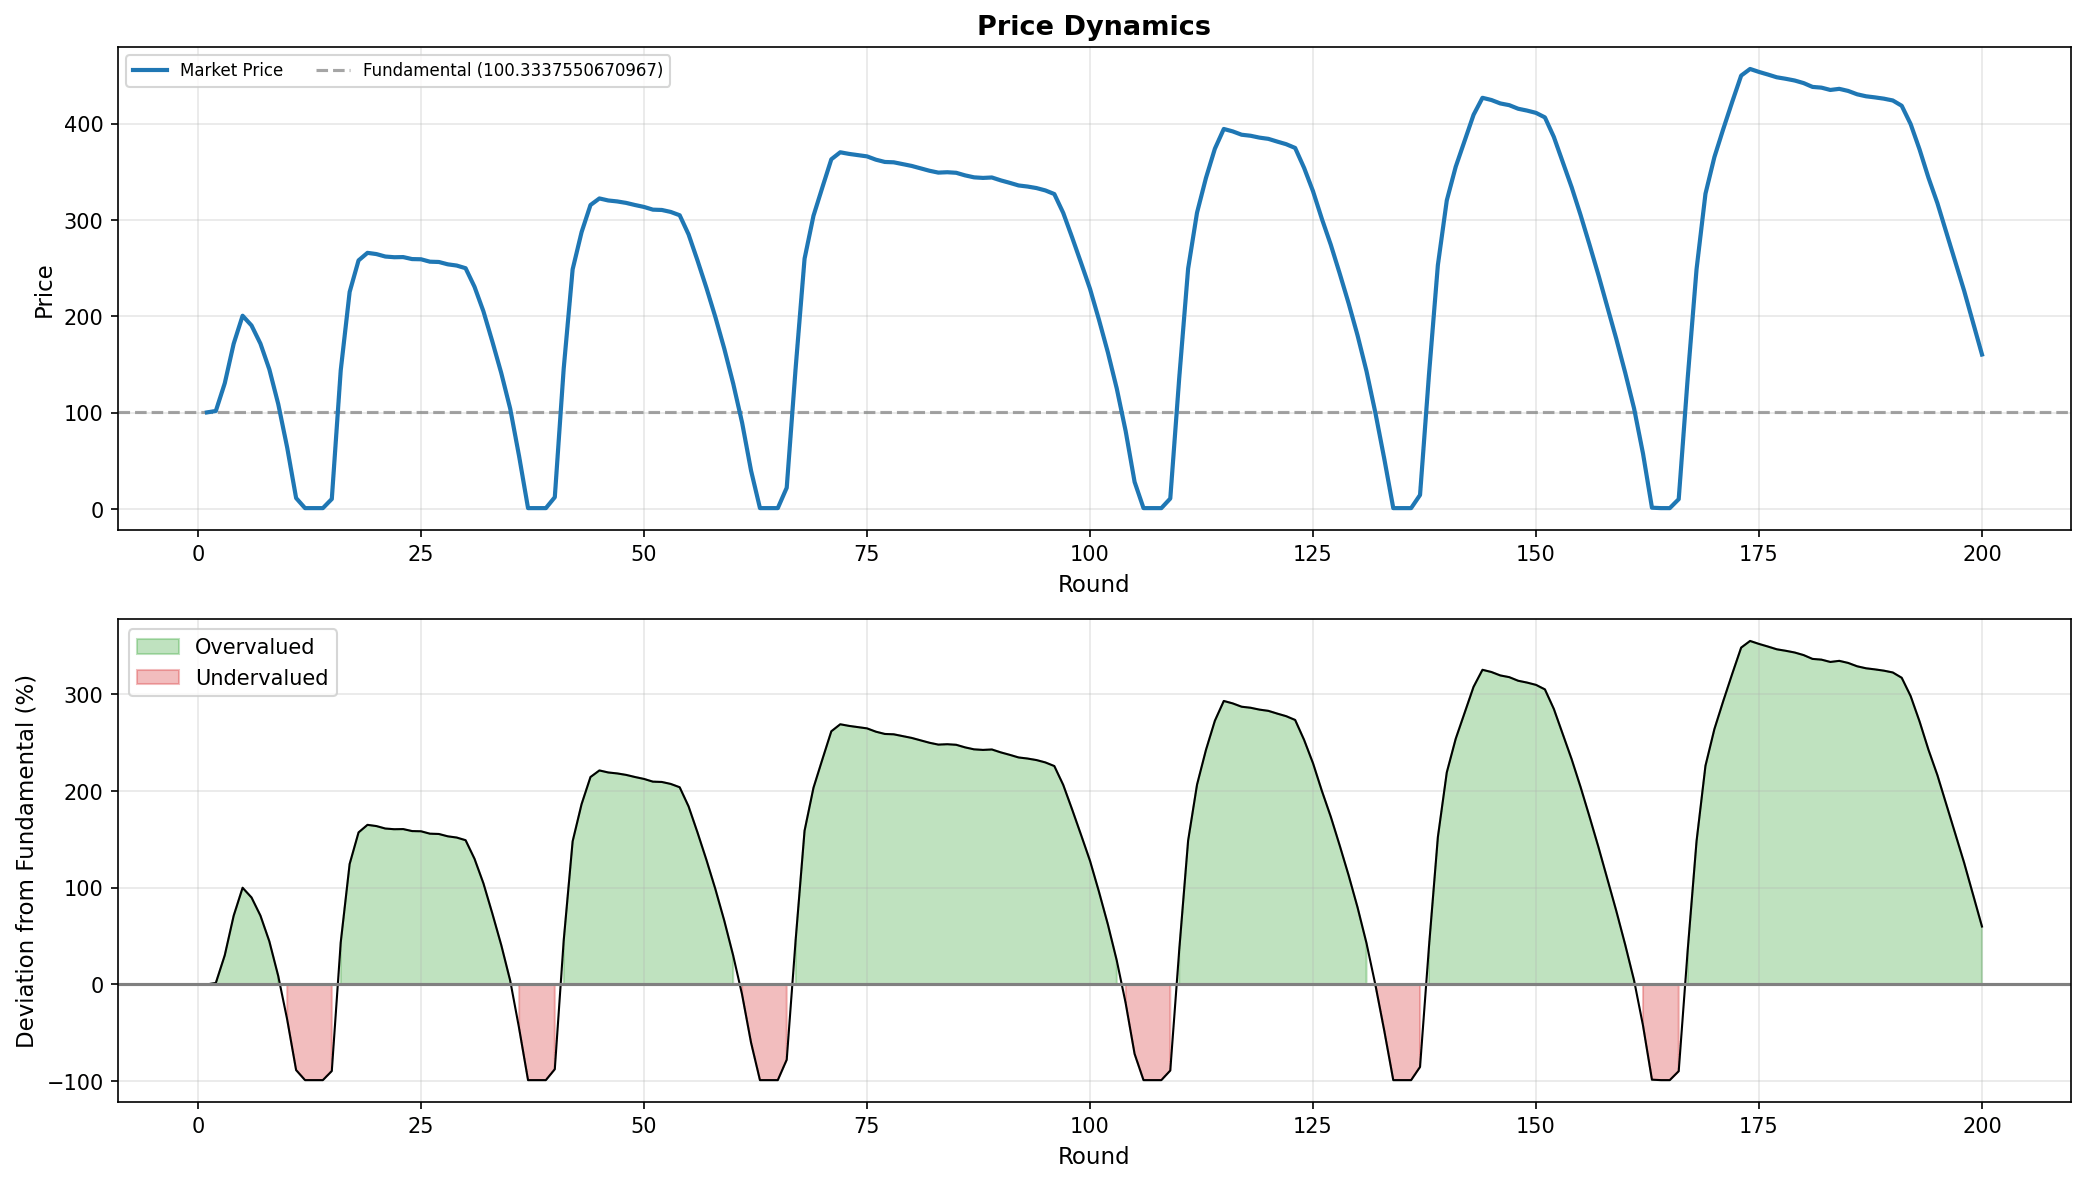 Price Dynamics
Market Price
Fundamental (100.3337550670967)
Price
400
300
200
100
0
0 25 50 75 100 125 150 175 200
Round
Overvalued
Undervalued
Deviation from Fundamental (%)
300
200
100
0
−100
0 25 50 75 100 125 150 175 200
Round